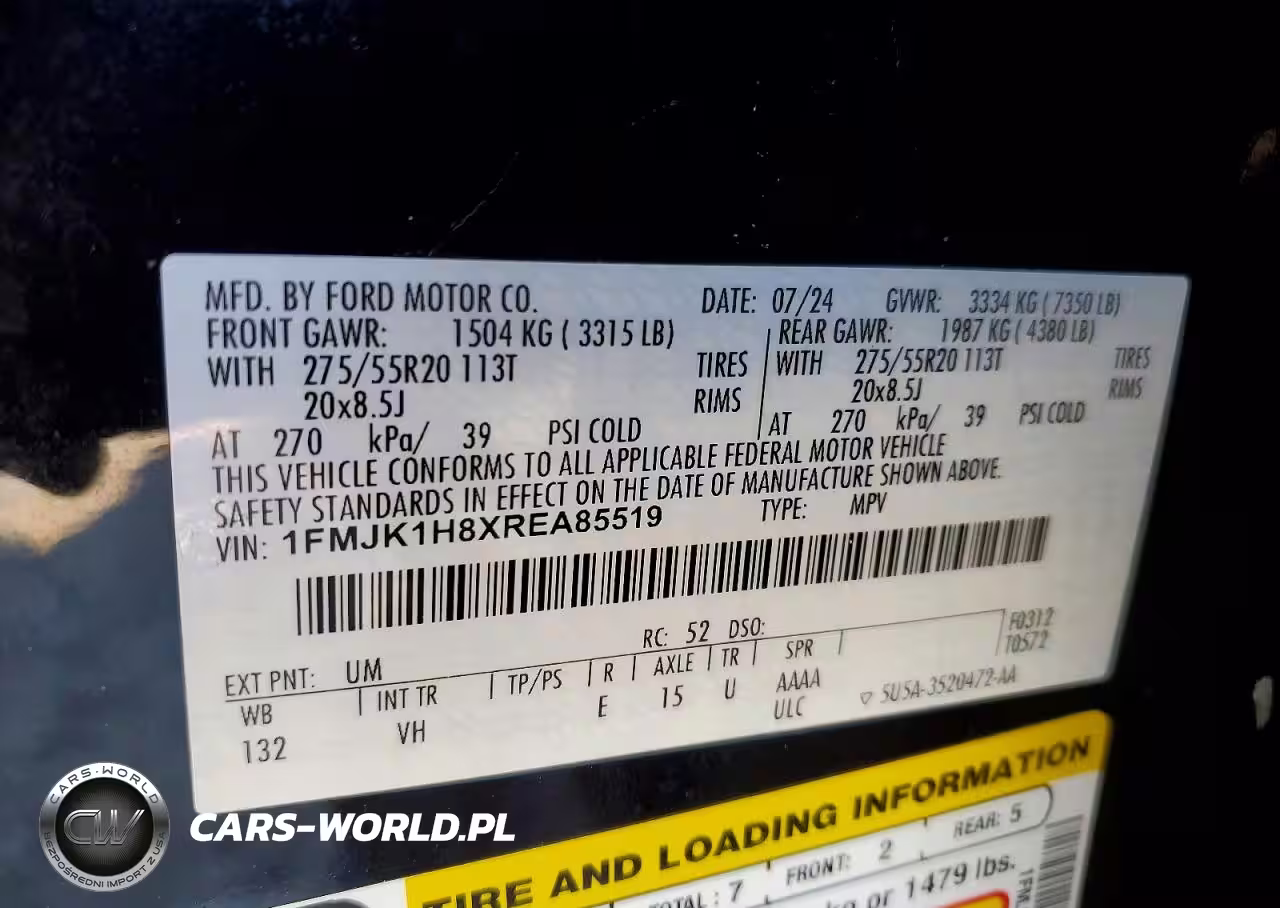 MFD. BY FORD MOTOR CO. DATE: 07/24 GVWR: 3334 KG ( 7350 LB)
FRONT GAWR: 1504 KG ( 3315 LB) REAR GAWR: 1987 KG ( 4380 LB)
WITH 275/55R20 113T TIRES WITH 275/55R20 113T TIRES
20x8.5J RIMS 20x8.5J RIMS
AT 270 kPa/ 39 PSI COLD AT 270 kPa/ 39 PSI COLD
THIS VEHICLE CONFORMS TO ALL APPLICABLE FEDERAL MOTOR VEHICLE
SAFETY STANDARDS IN EFFECT ON THE DATE OF MANUFACTURE SHOWN ABOVE.
VIN: 1FMJK1H8XREA85519 TYPE: MPV
RC: 52 DSO: F0312
T0572
EXT PNT: UM
WB INT TR TP/PS R AXLE TR SPR
132 VH E 15 U AAAA
ULC 5U5A-3520472-AA
TIRE AND LOADING INFORMATION
TOTAL: 7 FRONT: 2 REAR: 5
kg or 1479 lbs.
1FM
CARS-WORLD
CW
BEZPOŚREDNI IMPORT Z USA
CARS-WORLD.PL